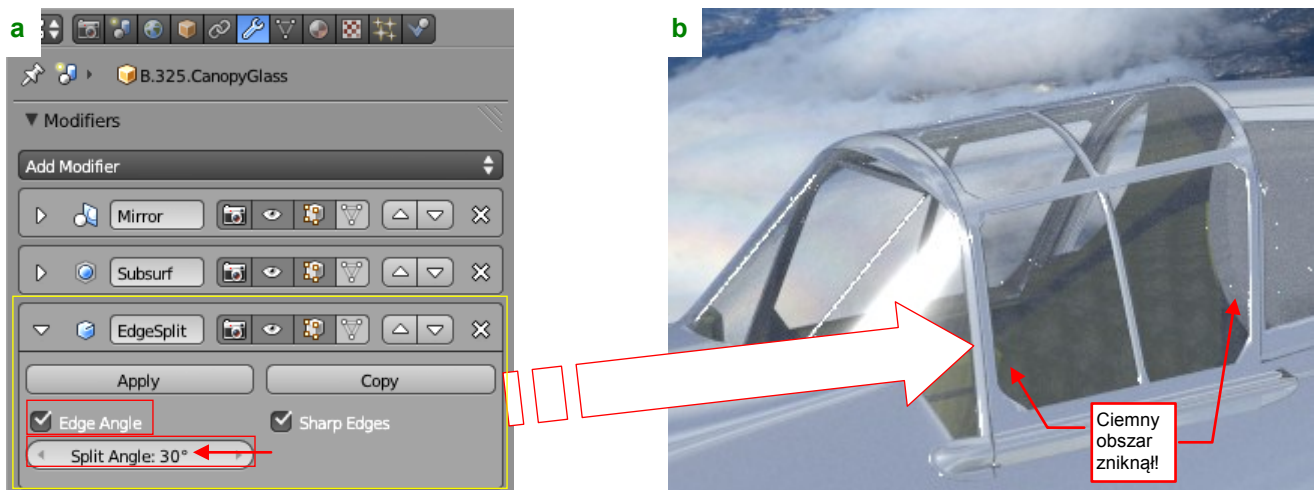 a
B.325.CanopyGlass
Modifiers
Add Modifier
Mirror
Subsurf
EdgeSplit
Apply Copy
Edge Angle Sharp Edges
Split Angle: 30°
b
Ciemny
obszar
zniknął!